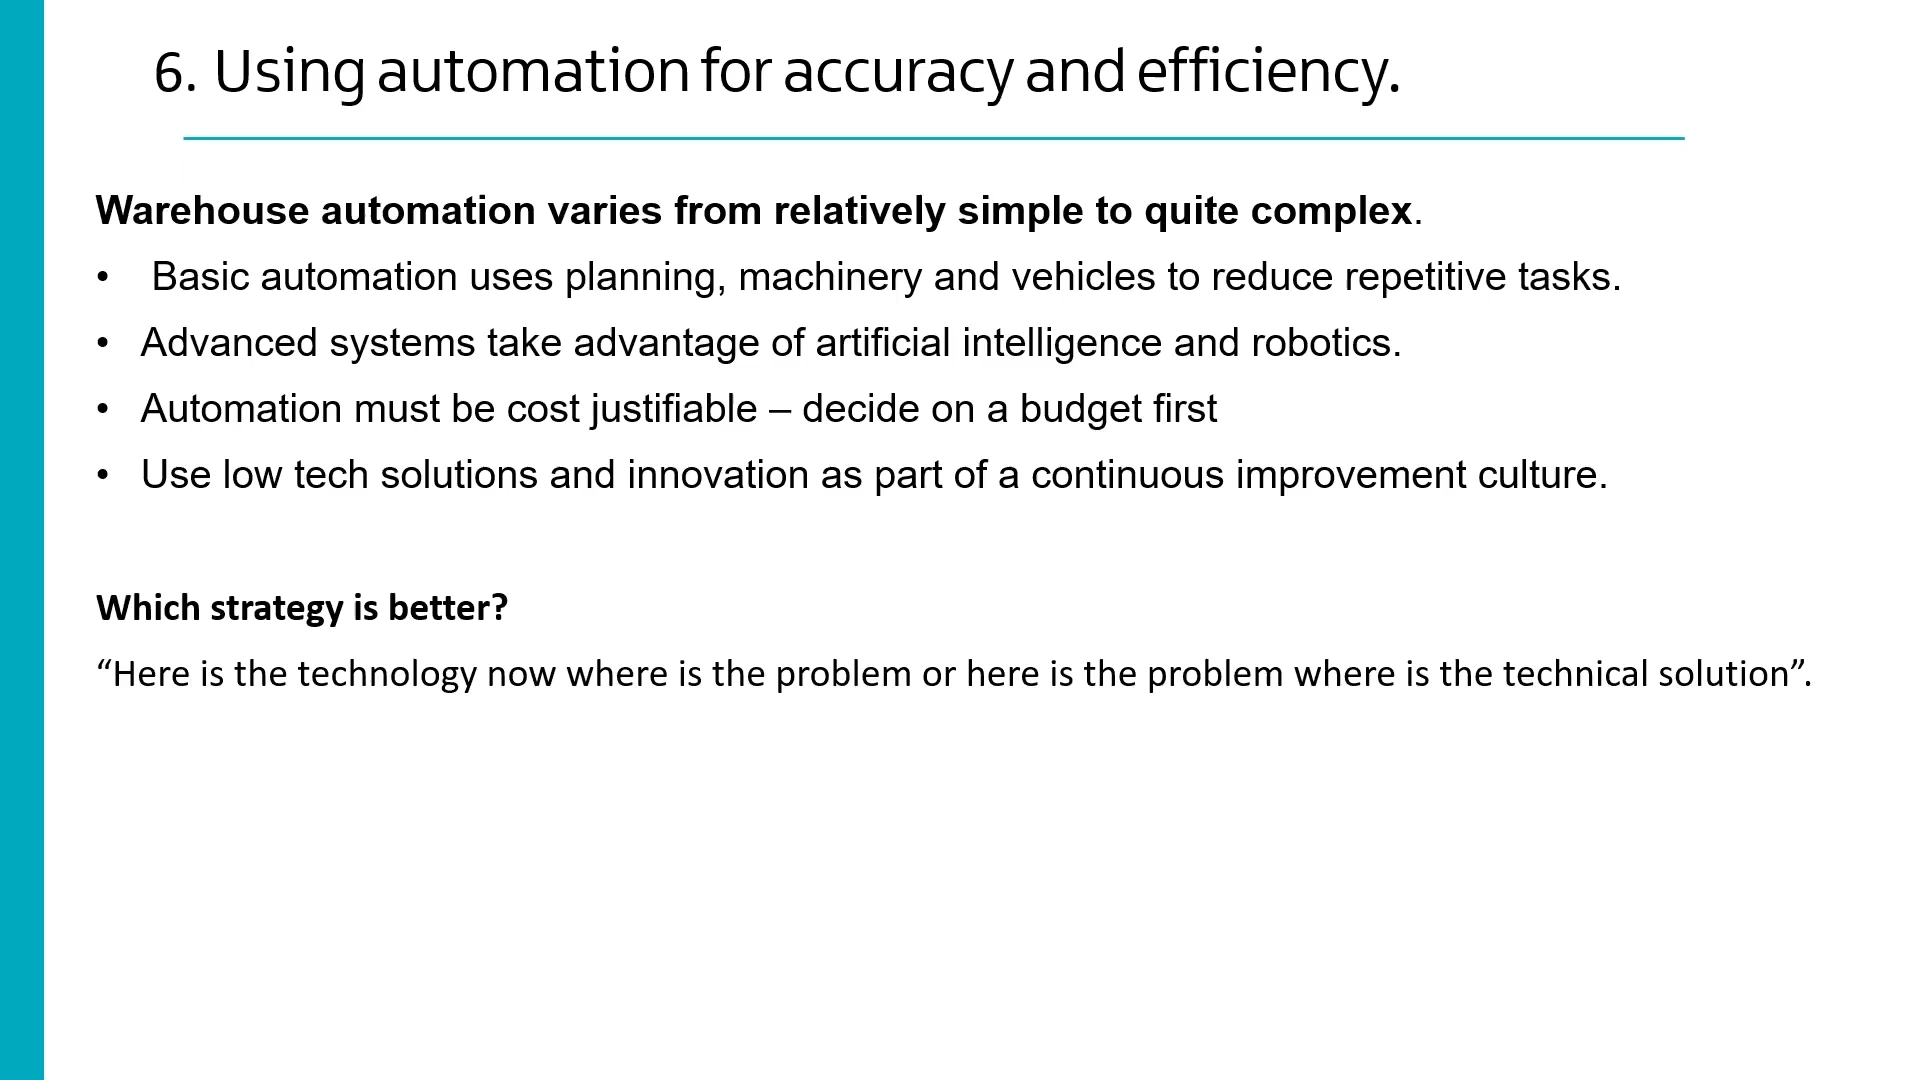 6. Using automation for accuracy and efficiency.
Warehouse automation varies from relatively simple to quite complex.
• Basic automation uses planning, machinery and vehicles to reduce repetitive tasks.
• Advanced systems take advantage of artificial intelligence and robotics.
• Automation must be cost justifiable – decide on a budget first
• Use low tech solutions and innovation as part of a continuous improvement culture.
Which strategy is better?
“Here is the technology now where is the problem or here is the problem where is the technical solution”.